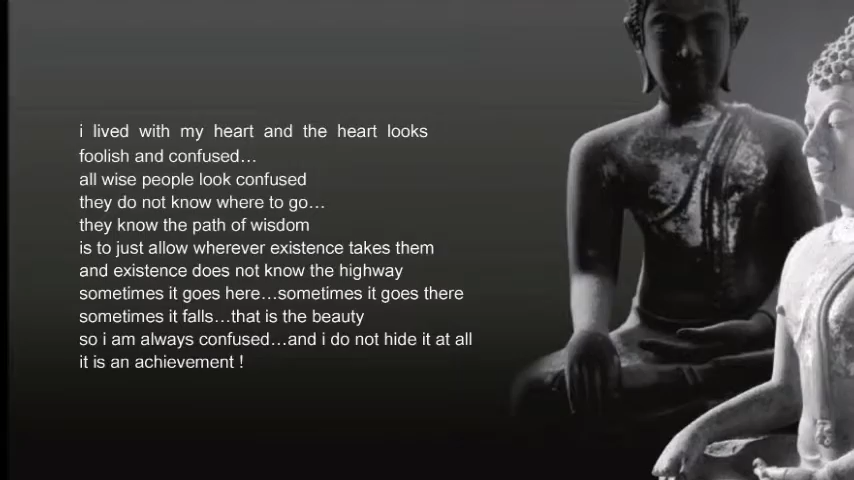 i lived with my heart and the heart looks
foolish and confused…
all wise people look confused
they do not know where to go…
they know the path of wisdom
is to just allow wherever existence takes them
and existence does not know the highway
sometimes it goes here…sometimes it goes there
sometimes it falls…that is the beauty
so i am always confused…and i do not hide it at all
it is an achievement !